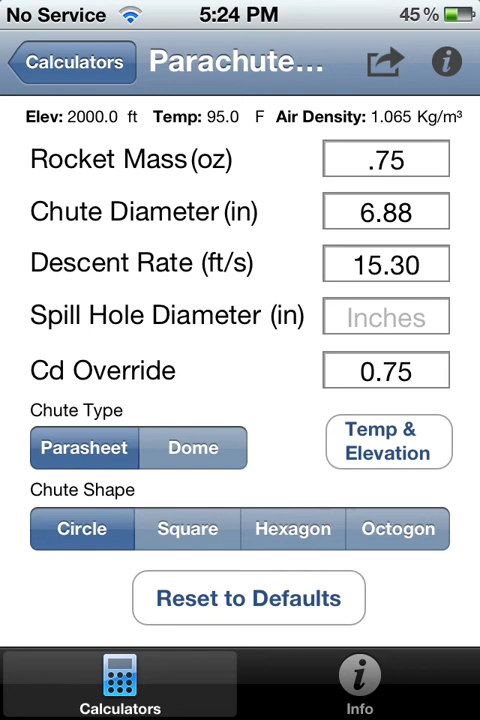 No Service 5:24 PM 45 %
Calculators Parachute...
Elev: 2000.0 ft Temp: 95.0 F Air Density: 1.065 Kg/m³
Rocket Mass (oz) .75
Chute Diameter (in) 6.88
Descent Rate (ft/s) 15.30
Spill Hole Diameter (in) Inches
Cd Override 0.75
Chute Type
Parasheet Dome
Temp &
Elevation
Chute Shape
Circle Square Hexagon Octogon
Reset to Defaults
Calculators Info